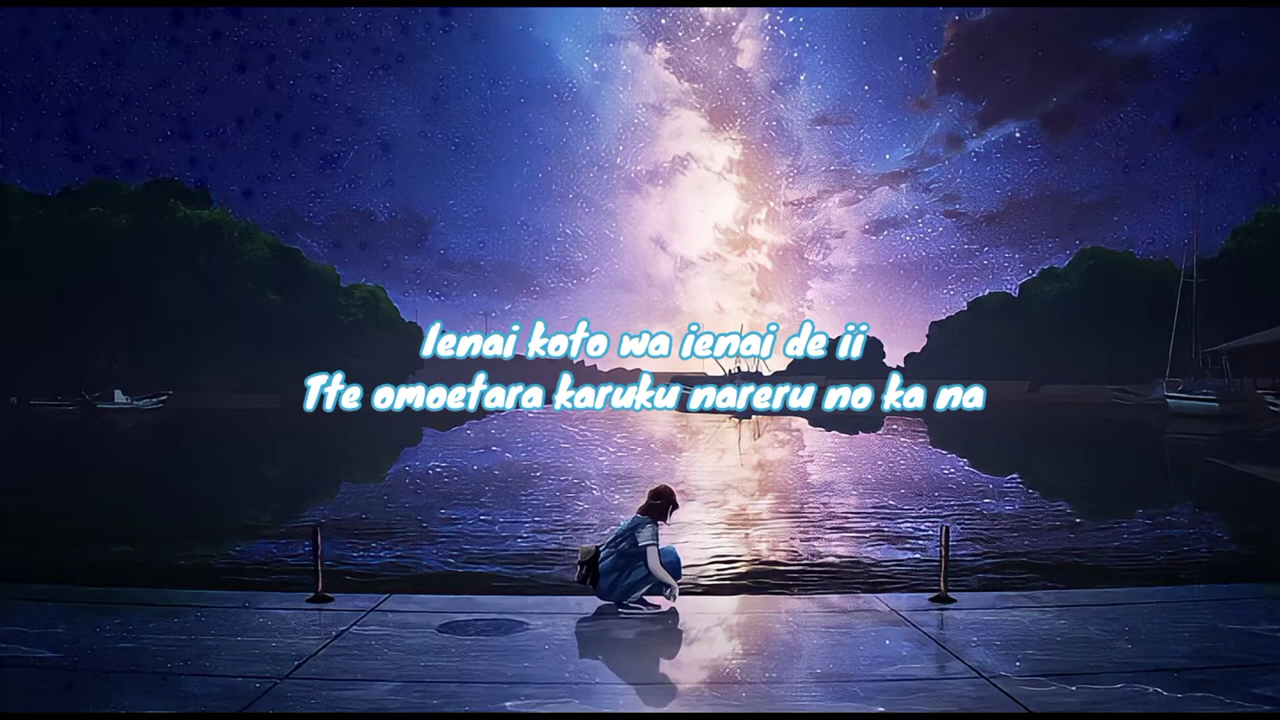 Ienai koto wa ienai de ii
Tte omoetara karuku nareru no ka na